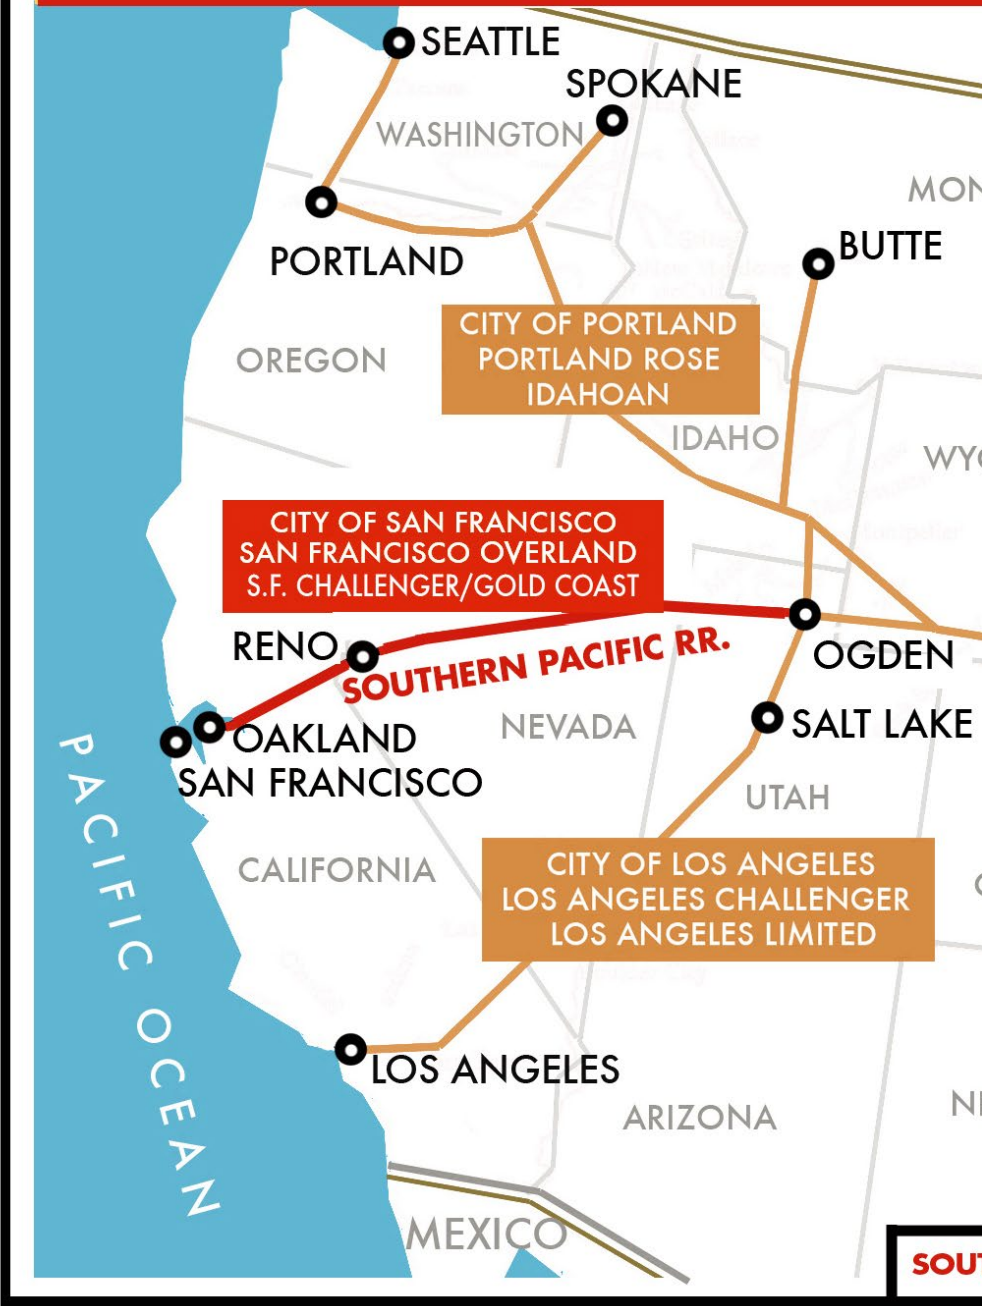 SEATTLE
SPOKANE
WASHINGTON
MON
PORTLAND
BUTTE
CITY OF PORTLAND
PORTLAND ROSE
IDAHOAN
OREGON
IDAHO
WYO
CITY OF SAN FRANCISCO
SAN FRANCISCO OVERLAND
S.F. CHALLENGER/GOLD COAST
RENO
SOUTHERN PACIFIC RR.
OGDEN
OAKLAND
SAN FRANCISCO
NEVADA
SALT LAKE
UTAH
CALIFORNIA
CITY OF LOS ANGELES
LOS ANGELES CHALLENGER
LOS ANGELES LIMITED
PACIFIC OCEAN
LOS ANGELES
ARIZONA
MEXICO
SOUT